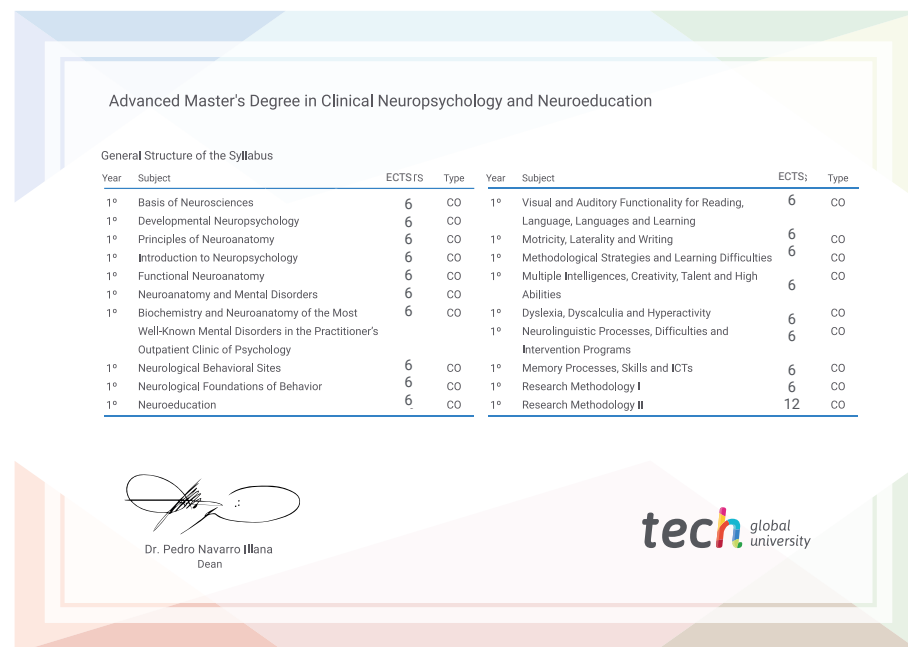 Advanced Master's Degree in Clinical Neuropsychology and Neuroeducation
General Structure of the Syllabus
Year Subject ECTSTS Type
1º Basis of Neurosciences 6 CO
1º Developmental Neuropsychology 6 CO
1º Principles of Neuroanatomy 6 CO
1º Introduction to Neuropsychology 6 CO
1º Functional Neuroanatomy 6 CO
1º Neuroanatomy and Mental Disorders 6 CO
1º Biochemistry and Neuroanatomy of the Most 6 CO
Well-Known Mental Disorders in the Practitioner's
Outpatient Clinic of Psychology
1º Neurological Behavioral Sites 6 CO
1º Neurological Foundations of Behavior 6 CO
1º Neuroeducation 6 CO
Year Subject ECTS; Type
1º Visual and Auditory Functionality for Reading, 6 CO
Language, Languages and Learning
1º Motricity, Laterality and Writing 6 CO
1º Methodological Strategies and Learning Difficulties 6 CO
1º Multiple Intelligences, Creativity, Talent and High 6 CO
Abilities
1º Dyslexia, Dyscalculia and Hyperactivity 6 CO
1º Neurolinguistic Processes, Difficulties and 6 CO
Intervention Programs
1º Memory Processes, Skills and ICTs 6 CO
1º Research Methodology I 6 CO
1º Research Methodology II 12 CO
Dr. Pedro Navarro Illana
Dean
tech global
university